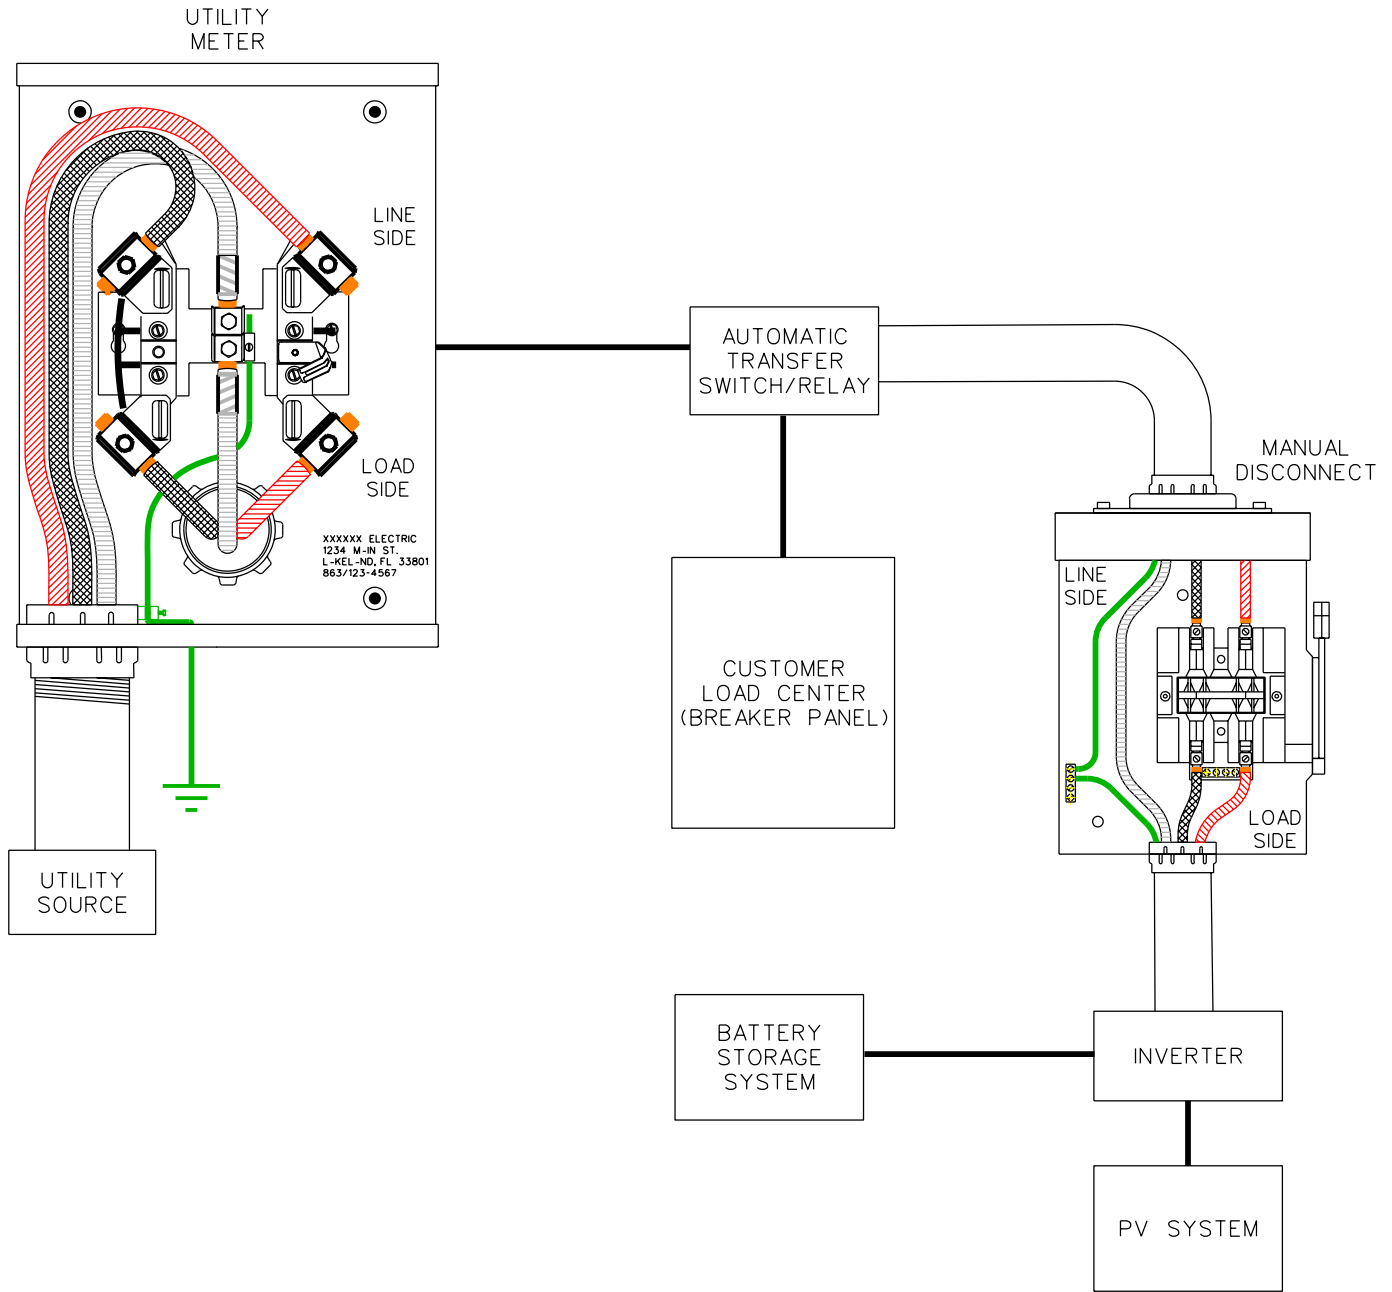 UTILITY
METER
LINE
SIDE
LOAD
SIDE
XXXXXX ELECTRIC
1234 M-IN ST.
L-KEL-ND, FL 33801
863/123-4567
UTILITY
SOURCE
AUTOMATIC
TRANSFER
SWITCH/RELAY
CUSTOMER
LOAD CENTER
(BREAKER PANEL)
MANUAL
DISCONNECT
LINE
SIDE
LOAD
SIDE
BATTERY
STORAGE
SYSTEM
INVERTER
PV SYSTEM